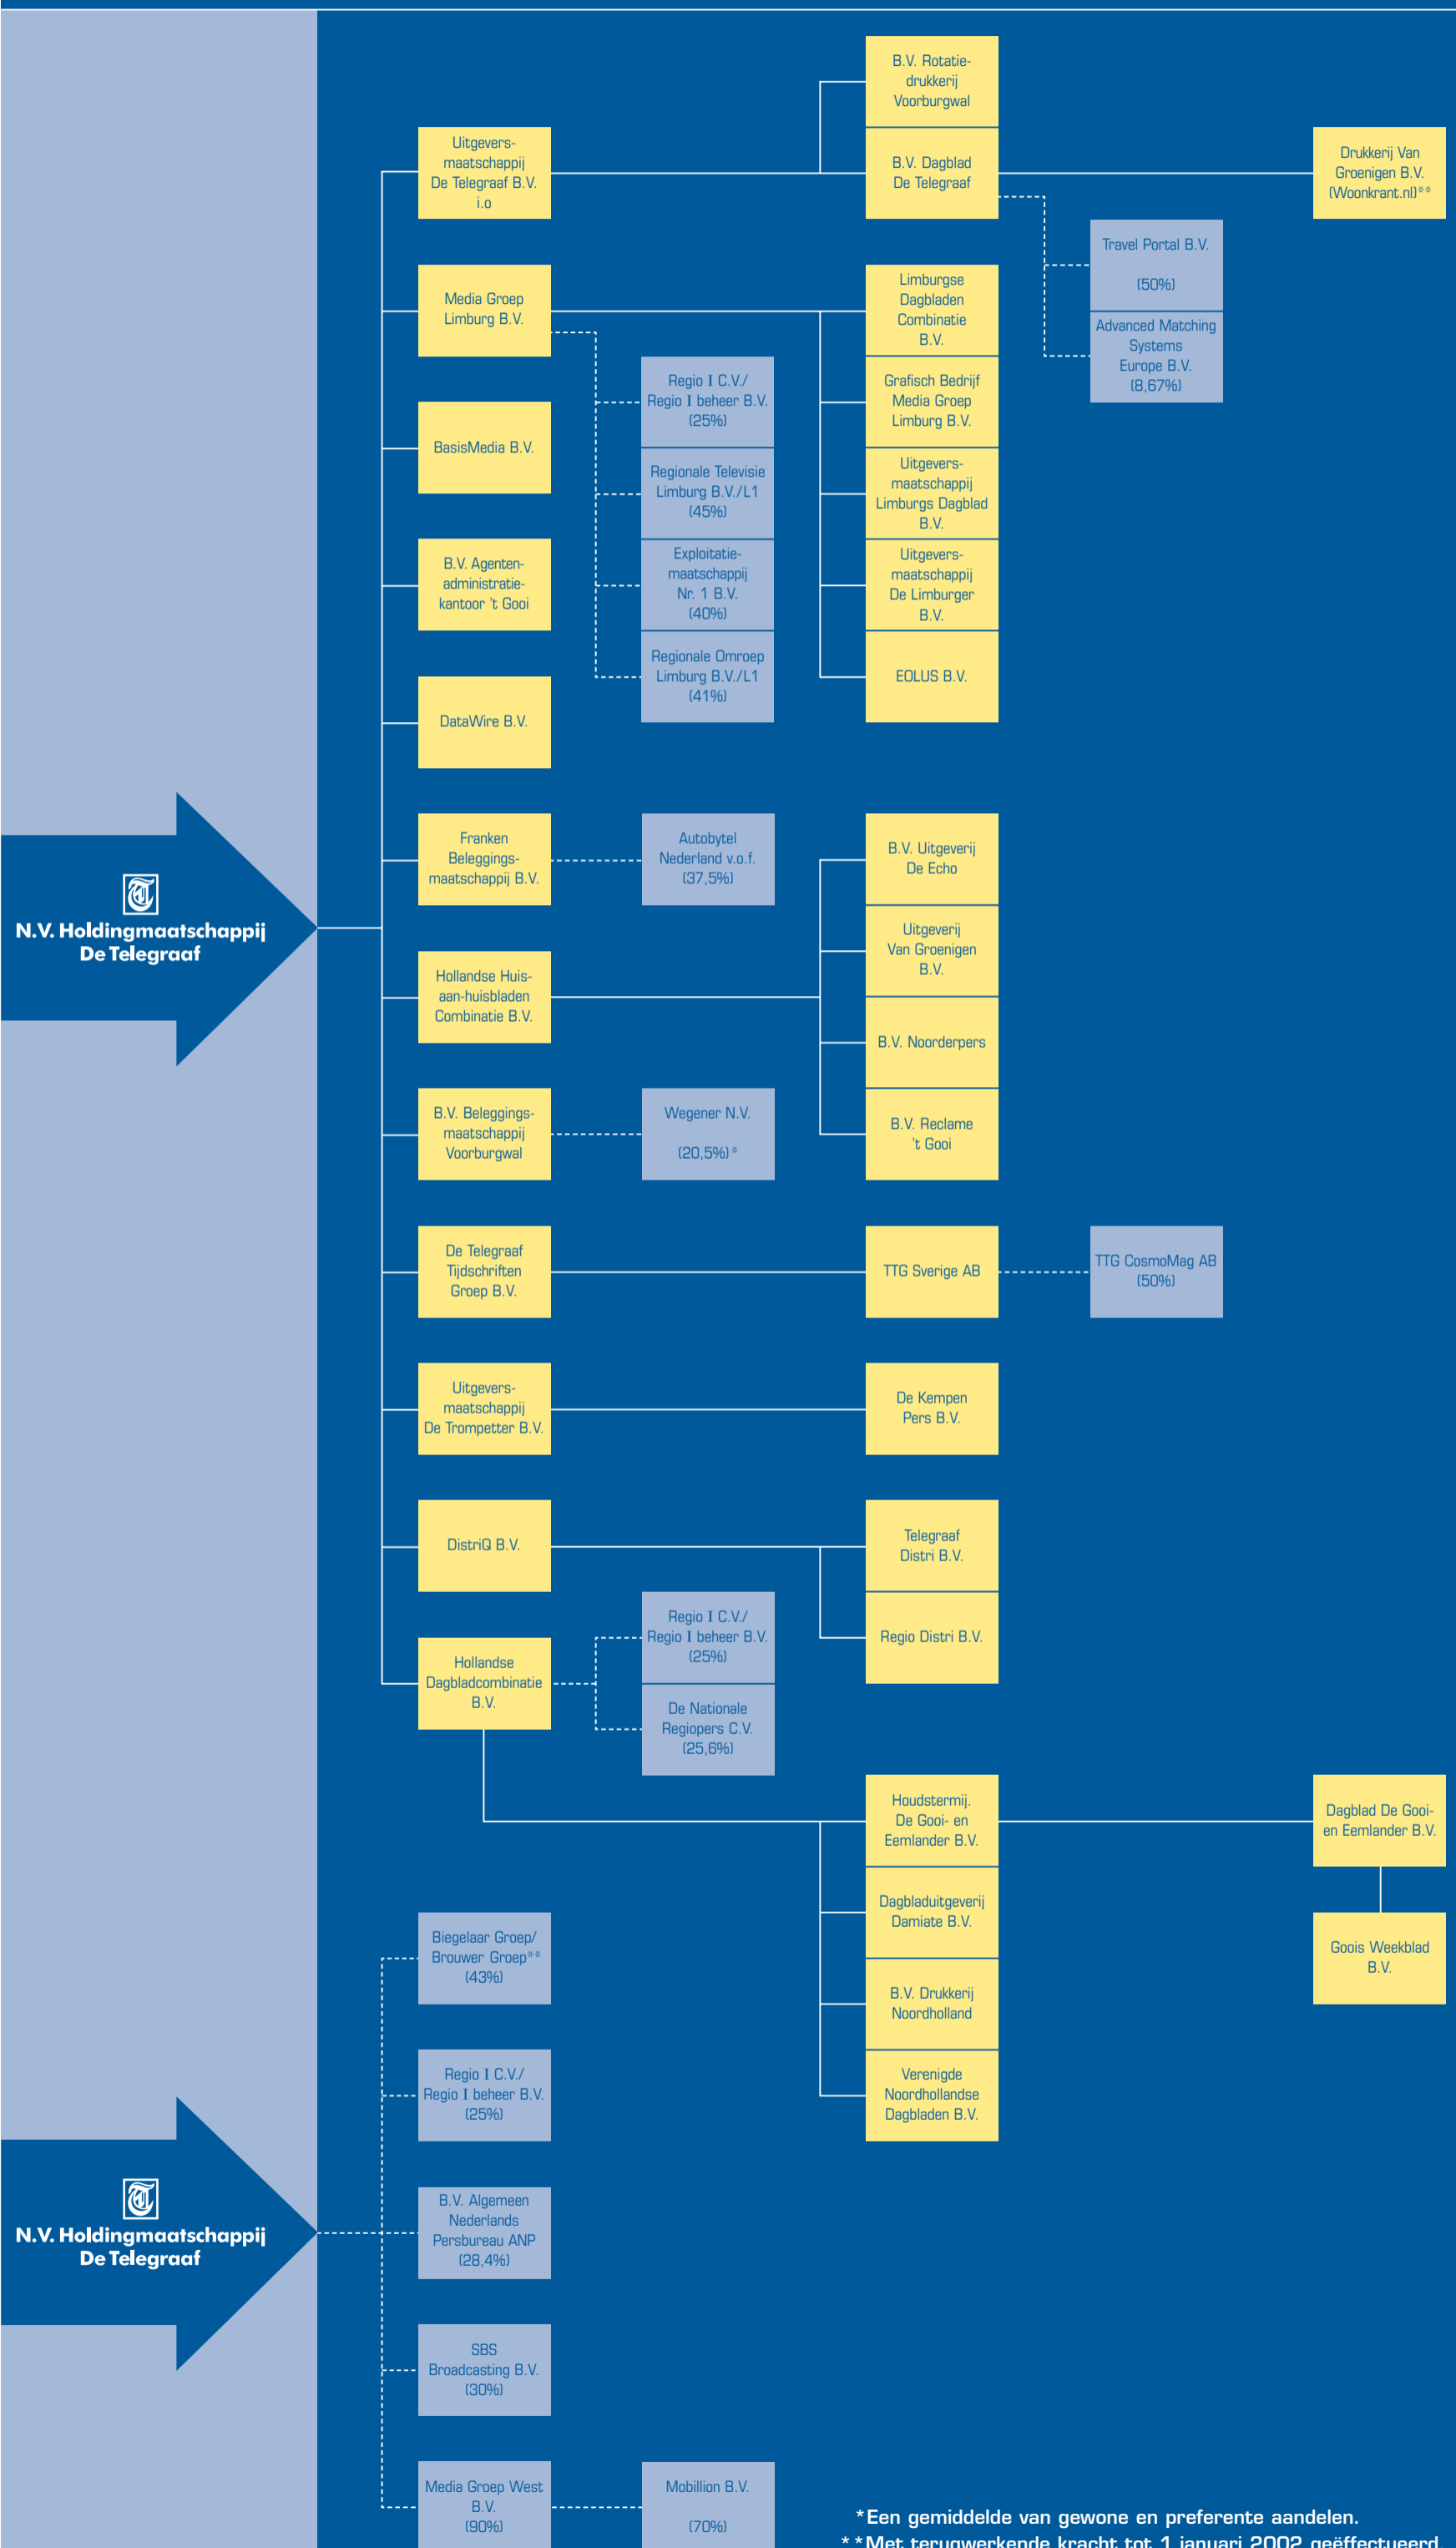 B.V. Rotatie-
drukkerij
Voorburgwal
Uitgevers-
maatschappij
De Telegraaf B.V.
i.o
B.V. Dagblad
De Telegraaf
Drukkerij Van
Groenigen B.V.
(Woonkrant.nl)**
Travel Portal B.V.
(50%)
Advanced Matching
Systems
Europe B.V.
(8,67%)
Media Groep
Limburg B.V.
Limburgse
Dagbladen
Combinatie
B.V.
Regio I C.V./
Regio I beheer B.V.
(25%)
Grafisch Bedrijf
Media Groep
Limburg B.V.
BasisMedia B.V.
Regionale Televisie
Limburg B.V./L1
(45%)
Uitgevers-
maatschappij
Limburgs Dagblad
B.V.
B.V. Agenten-
administratie-
kantoor 't Gooi
Exploitatie-
maatschappij
Nr. 1 B.V.
(40%)
Uitgevers-
maatschappij
De Limburger
B.V.
Regionale Omroep
Limburg B.V./L1
(41%)
EOLUS B.V.
DataWire B.V.
Franken
Beleggings-
maatschappij B.V.
Autobytel
Nederland v.o.f.
(37,5%)
B.V. Uitgeverij
De Echo
N.V. Holdingmaatschappij
De Telegraaf
Uitgeverij
Van Groenigen
B.V.
Hollandse Huis-
aan-huisbladen
Combinatie B.V.
B.V. Noorderpers
B.V. Beleggings-
maatschappij
Voorburgwal
Wegener N.V.
(20,5%)*
B.V. Reclame
't Gooi
De Telegraaf
Tijdschriften
Groep B.V.
TTG Sverige AB
TTG CosmoMag AB
(50%)
Uitgevers-
maatschappij
De Trompetter B.V.
De Kempen
Pers B.V.
DistriQ B.V.
Telegraaf
Distri B.V.
Regio Distri B.V.
Regio I C.V./
Regio I beheer B.V.
(25%)
Hollandse
Dagbladcombinatie
B.V.
De Nationale
Regiopers C.V.
(25,6%)
Houdstermij.
De Gooi- en
Eemlander B.V.
Dagblad De Gooi-
en Eemlander B.V.
Dagbladuitgeverij
Damiate B.V.
Goois Weekblad
B.V.
B.V. Drukkerij
Noordholland
Verenigde
Noordhollandse
Dagbladen B.V.
Biegelaar Groep/
Brouwer Groep**
(43%)
Regio I C.V./
Regio I beheer B.V.
(25%)
N.V. Holdingmaatschappij
De Telegraaf
B.V. Algemeen
Nederlands
Persbureau ANP
(28,4%)
SBS
Broadcasting B.V.
(30%)
Media Groep West
B.V.
(90%)
Mobillion B.V.
(70%)
*Een gemiddelde van gewone en preferente aandelen.
**Met terugwerkende kracht tot 1 januari 2002 geëffectueerd.